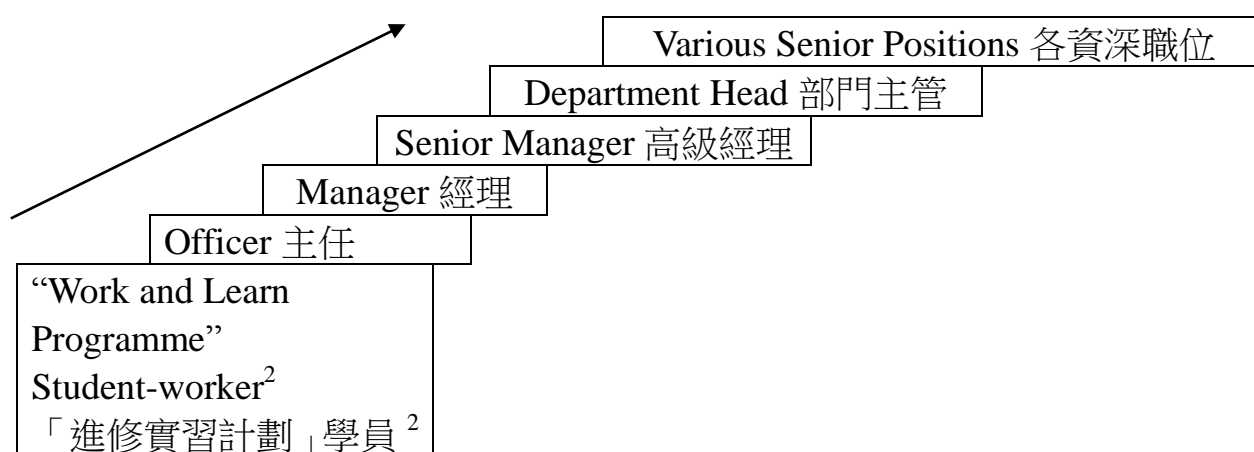 Various Senior Positions 各資深職位
Department Head 部門主管
Senior Manager 高級經理
Manager 經理
Officer 主任
“Work and Learn
Programme”
Student-worker²
「進修實習計劃」學員²